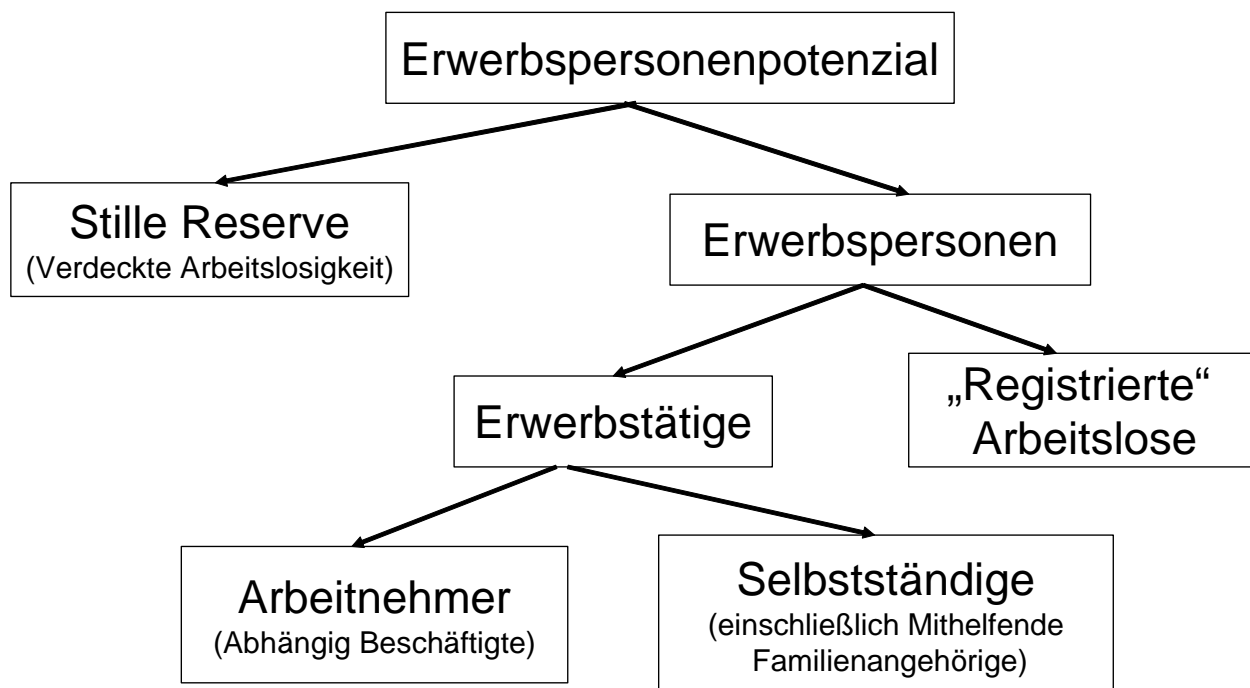 Erwerbspersonenpotenzial
Stille Reserve
(Verdeckte Arbeitslosigkeit)
Erwerbspersonen
Erwerbstätige
„Registrierte“
Arbeitslose
Arbeitnehmer
(Abhängig Beschäftigte)
Selbstständige
(einschließlich Mithelfende
Familienangehörige)